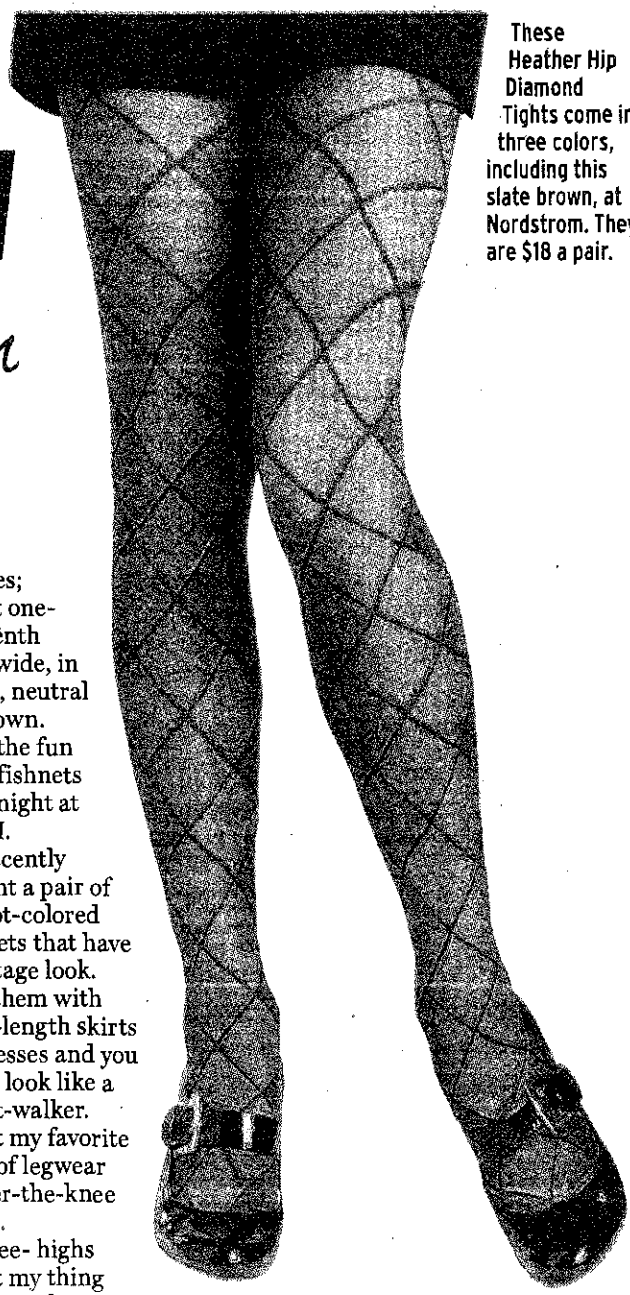 These
Heather Hip
Diamond
Tights come in
three colors,
including this
slate brown, at
Nordstrom. They
are $18 a pair.
es;
t one-
enth
wide, in
, neutral
own.
the fun
fishnets
night at
cently
nt a pair of
ot-colored
ets that have
tage look.
them with
-length skirts
esses and you
look like a
t-walker.
t my favorite
of legwear
er-the-knee
ee- highs
t my thing